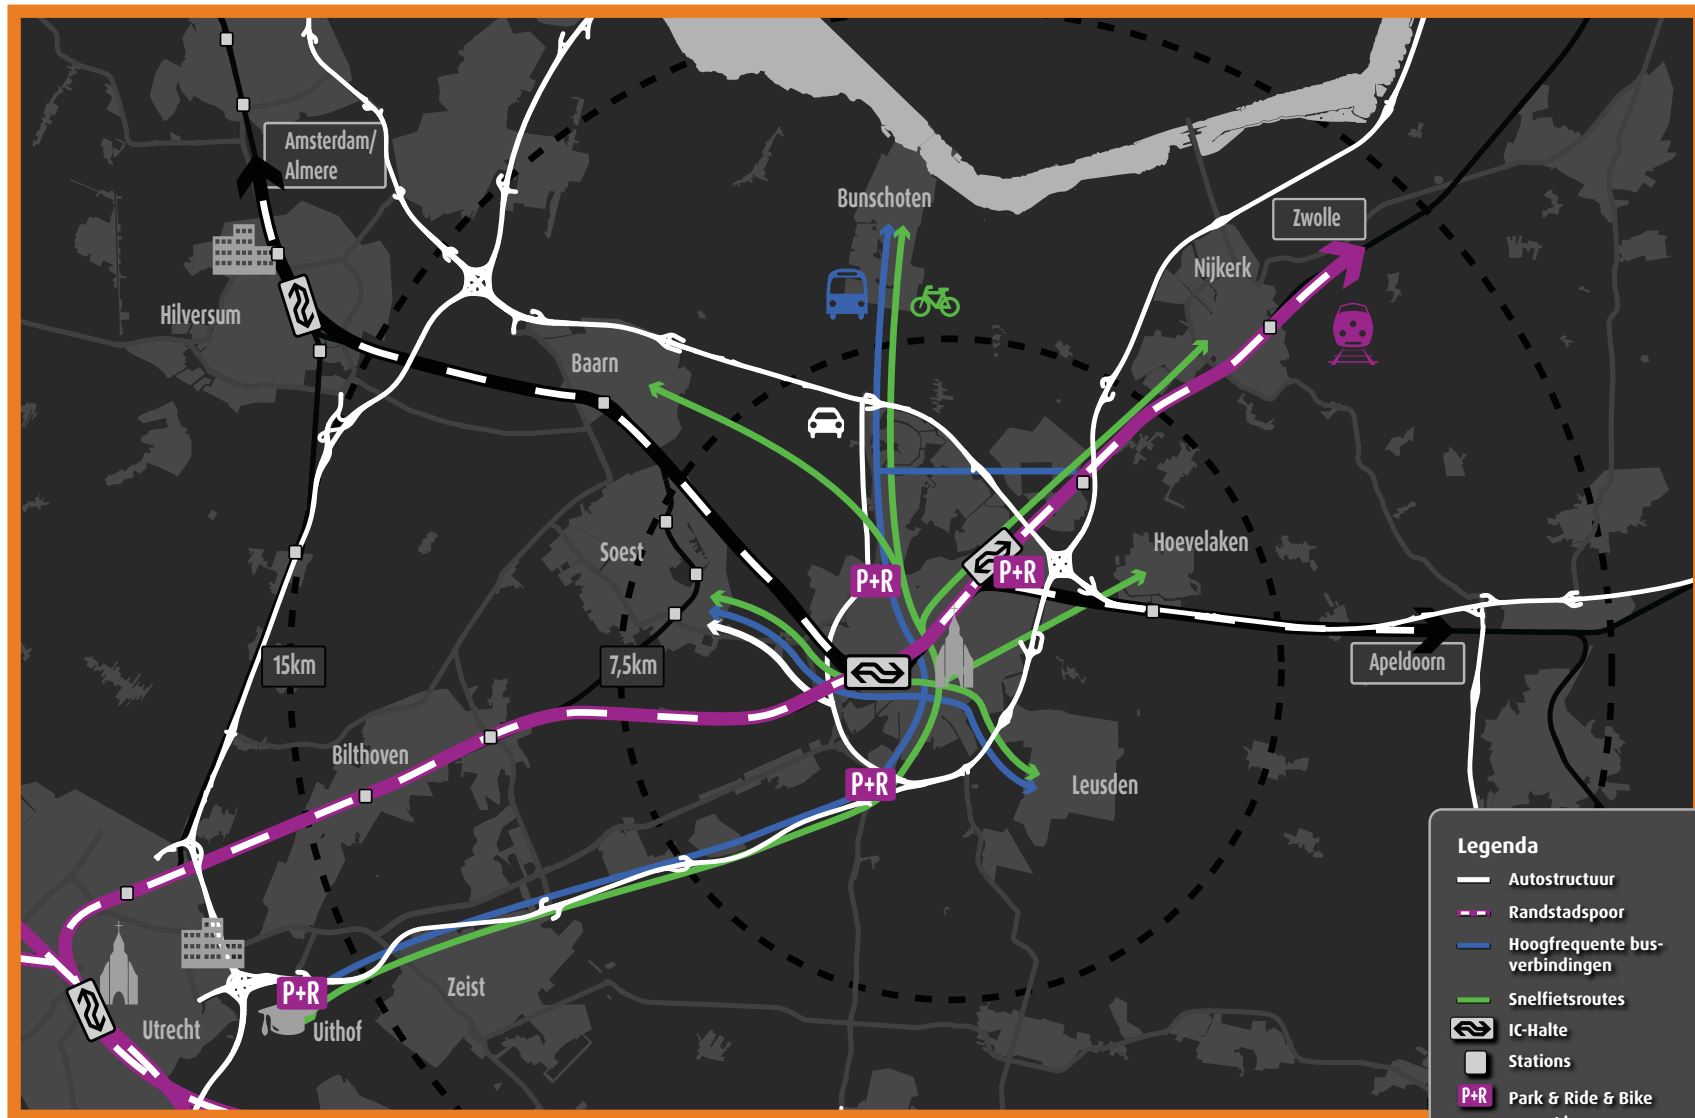 Amsterdam/
Almere
Bunschoten
Zwolle
Nijkerk
Hilversum
Baarn
Soest
Hoevelaken
P+R
P+R
15km
7,5km
Apeldoorn
Bilthoven
P+R
Leusden
Zeist
P+R
Utrecht
Uithof
Legenda
Autostructuur
Randstadspoor
Hoogfrequente bus-
verbindingen
Snelfietsroutes
IC-Halte
Stations
P+R Park & Ride & Bike